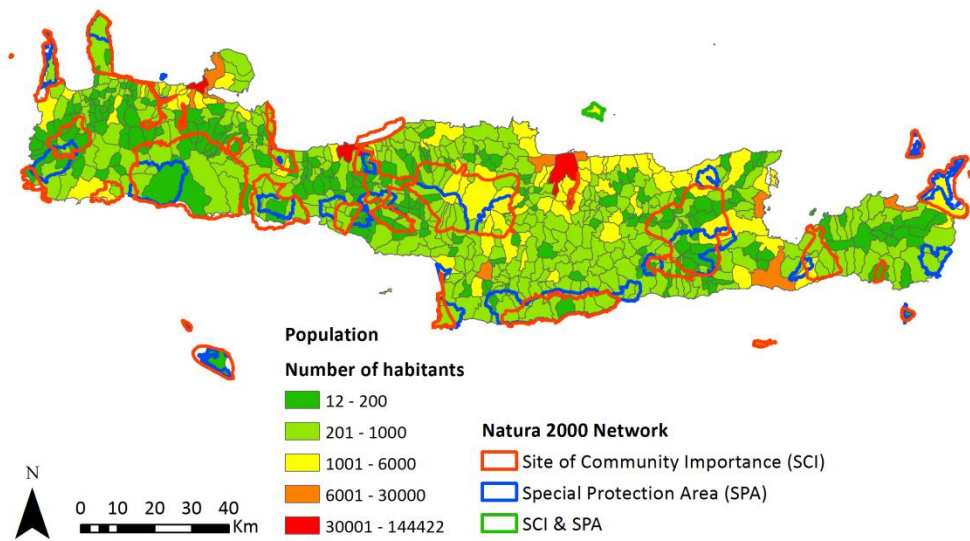 Population
Number of habitants
12 - 200
201 - 1000
1001 - 6000
6001 - 30000
30001 - 144422
Natura 2000 Network
Site of Community Importance (SCI)
Special Protection Area (SPA)
SCI & SPA
N
0 10 20 30 40
Km